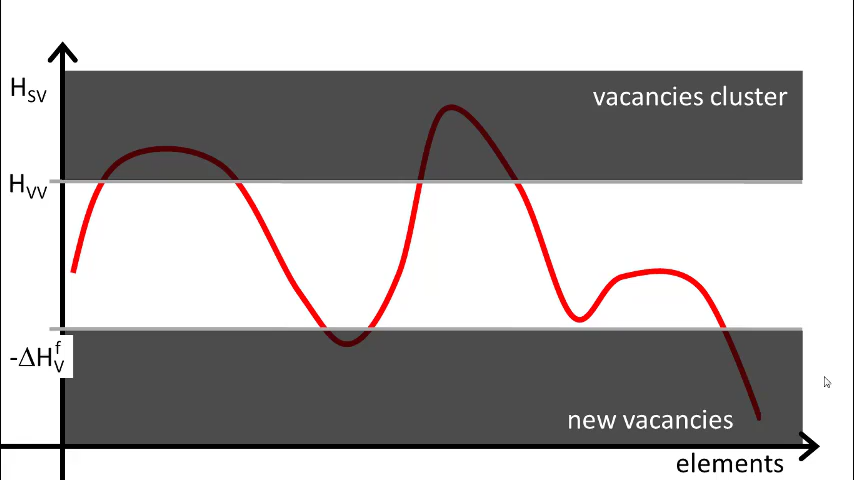 H_SV
vacancies cluster
H_VV
-ΔH_V^f
new vacancies
elements